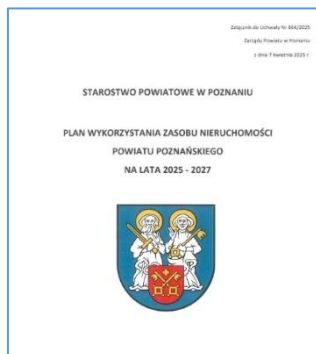 Załącznik do Uchwały Nr 664/2025
Zarządu Powiatu w Poznaniu
z dnia 7 kwietnia 2025 r.
STAROSTWO POWIATOWE W POZNANIU
PLAN WYKORZYSTANIA ZASOBU NIERUCHOMOŚCI
POWIATU POZNAŃSKIEGO
NA LATA 2025 - 2027